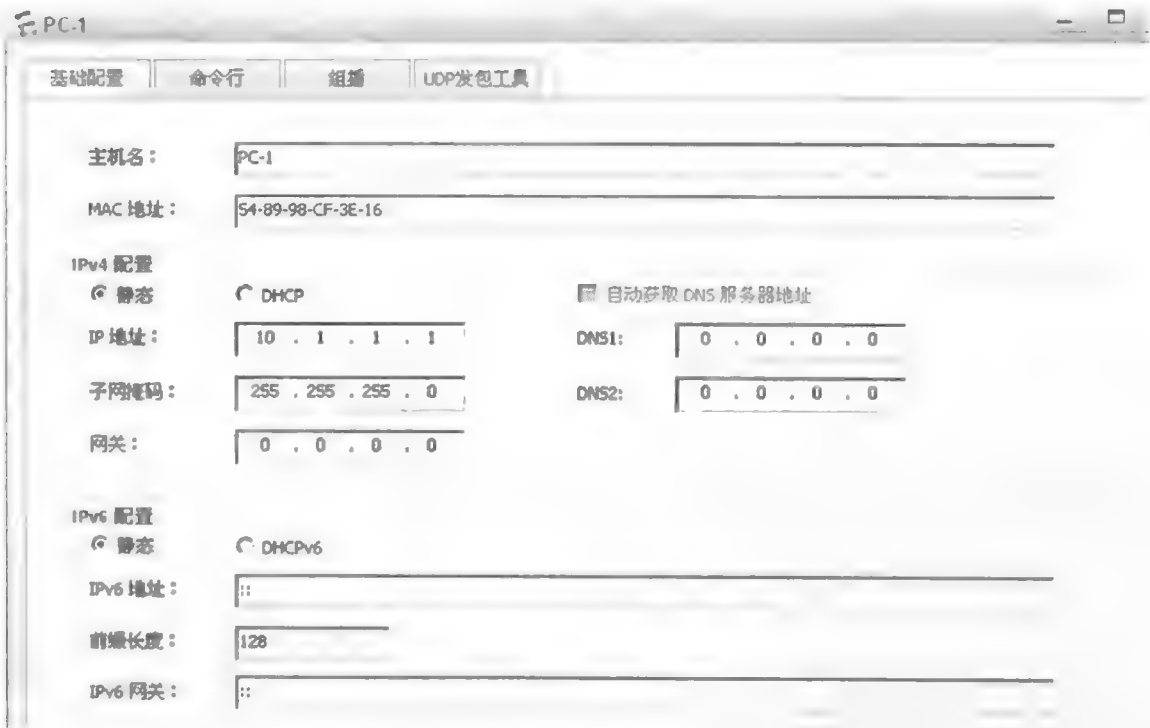 PC-1
基础配置 命令行 组播 UDP发包工具
主机名： PC-1
MAC 地址： 54-89-98-CF-3E-16
IPv4 配置
静态 DHCP 自动获取 DNS 服务器地址
IP 地址： 10 . 1 . 1 . 1 DNS1: 0 . 0 . 0 . 0
子网掩码： 255 . 255 . 255 . 0 DNS2: 0 . 0 . 0 . 0
网关： 0 . 0 . 0 . 0
IPv6 配置
静态 DHCPv6
IPv6 地址： ::
前缀长度： 128
IPv6 网关： ::